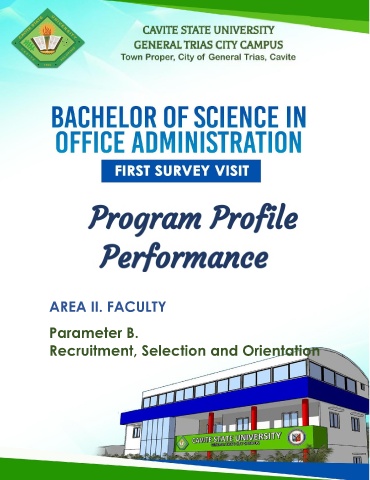 CAVITE STATE UNIVERSITY
GENERAL TRIAS CITY CAMPUS
Town Proper, City of General Trias, Cavite
BACHELOR OF SCIENCE IN
OFFICE ADMINISTRATION
FIRST SURVEY VISIT
Program Profile
Performance
AREA II. FACULTY
Parameter B.
Recruitment, Selection and Orientation
CAVITE STATE UNIVERSITY